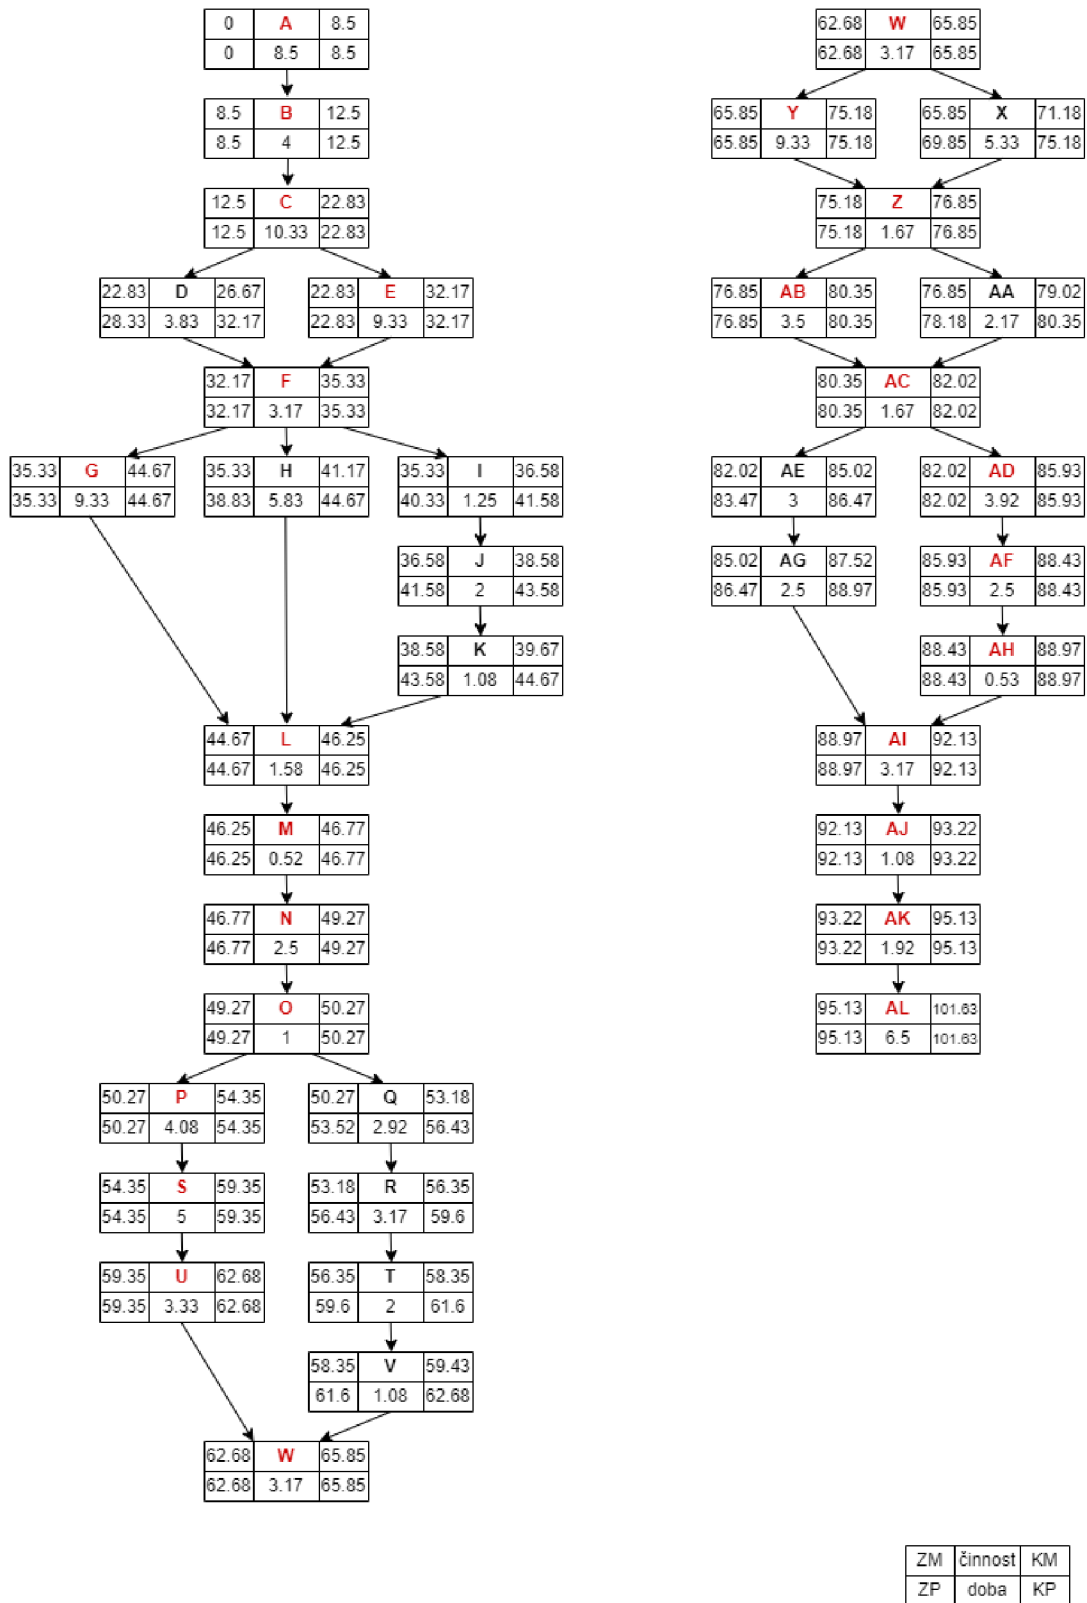 0 A 8.5
0 8.5 8.5
8.5 B 12.5
8.5 4 12.5
12.5 C 22.83
12.5 10.33 22.83
22.83 D 26.67
28.33 3.83 32.17
22.83 E 32.17
22.83 9.33 32.17
32.17 F 35.33
32.17 3.17 35.33
35.33 G 44.67
35.33 9.33 44.67
35.33 H 41.17
38.83 5.83 44.67
35.33 I 36.58
40.33 1.25 41.58
36.58 J 38.58
41.58 2 43.58
38.58 K 39.67
43.58 1.08 44.67
44.67 L 46.25
44.67 1.58 46.25
46.25 M 46.77
46.25 0.52 46.77
46.77 N 49.27
46.77 2.5 49.27
49.27 O 50.27
49.27 1 50.27
50.27 P 54.35
50.27 4.08 54.35
50.27 Q 53.18
53.52 2.92 56.43
54.35 S 59.35
54.35 5 59.35
53.18 R 56.35
56.43 3.17 59.6
59.35 U 62.68
59.35 3.33 62.68
56.35 T 58.35
59.6 2 61.6
58.35 V 59.43
61.6 1.08 62.68
62.68 W 65.85
62.68 3.17 65.85
62.68 W 65.85
62.68 3.17 65.85
65.85 Y 75.18
65.85 9.33 75.18
65.85 X 71.18
69.85 5.33 75.18
75.18 Z 76.85
75.18 1.67 76.85
76.85 AB 80.35
76.85 3.5 80.35
76.85 AA 79.02
78.18 2.17 80.35
80.35 AC 82.02
80.35 1.67 82.02
82.02 AE 85.02
83.47 3 86.47
82.02 AD 85.93
82.02 3.92 85.93
85.02 AG 87.52
86.47 2.5 88.97
85.93 AF 88.43
85.93 2.5 88.43
88.43 AH 88.97
88.43 0.53 88.97
88.97 AI 92.13
88.97 3.17 92.13
92.13 AJ 93.22
92.13 1.08 93.22
93.22 AK 95.13
93.22 1.92 95.13
95.13 AL 101.63
95.13 6.5 101.63
ZM činnost KM
ZP doba KP